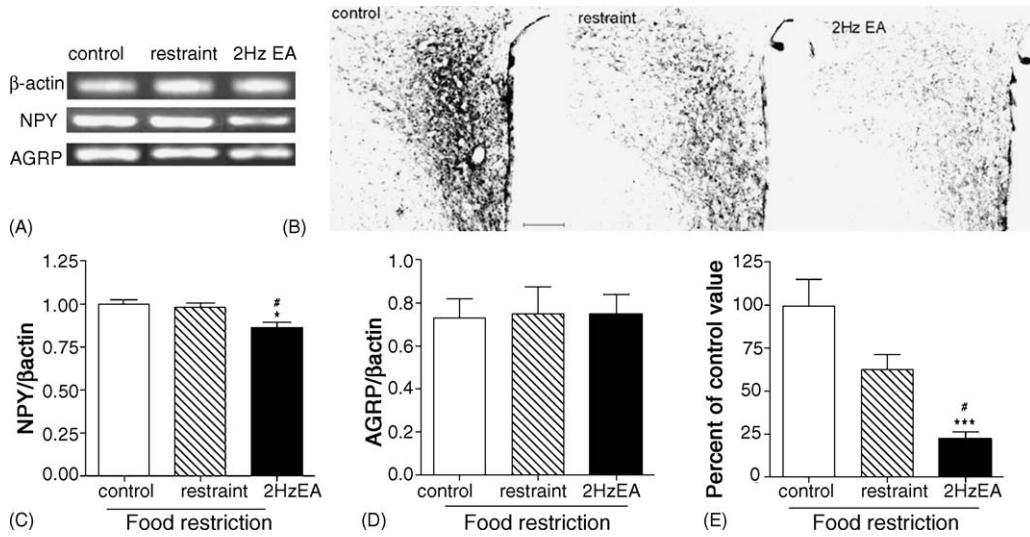 control restraint 2Hz EA
β-actin
NPY
AGRP
(A)
control
restraint
2Hz EA
(B)
1.25
1.00
0.75
0.50
0.25
0.00
NPY/βactin
#
*
control restraint 2HzEA
Food restriction
(C)
1.0
0.8
0.6
0.4
0.2
0.0
AGRP/βactin
control restraint 2HzEA
Food restriction
(D)
125
100
75
50
25
0
Percent of control value
#
***
control restraint 2HzEA
Food restriction
(E)